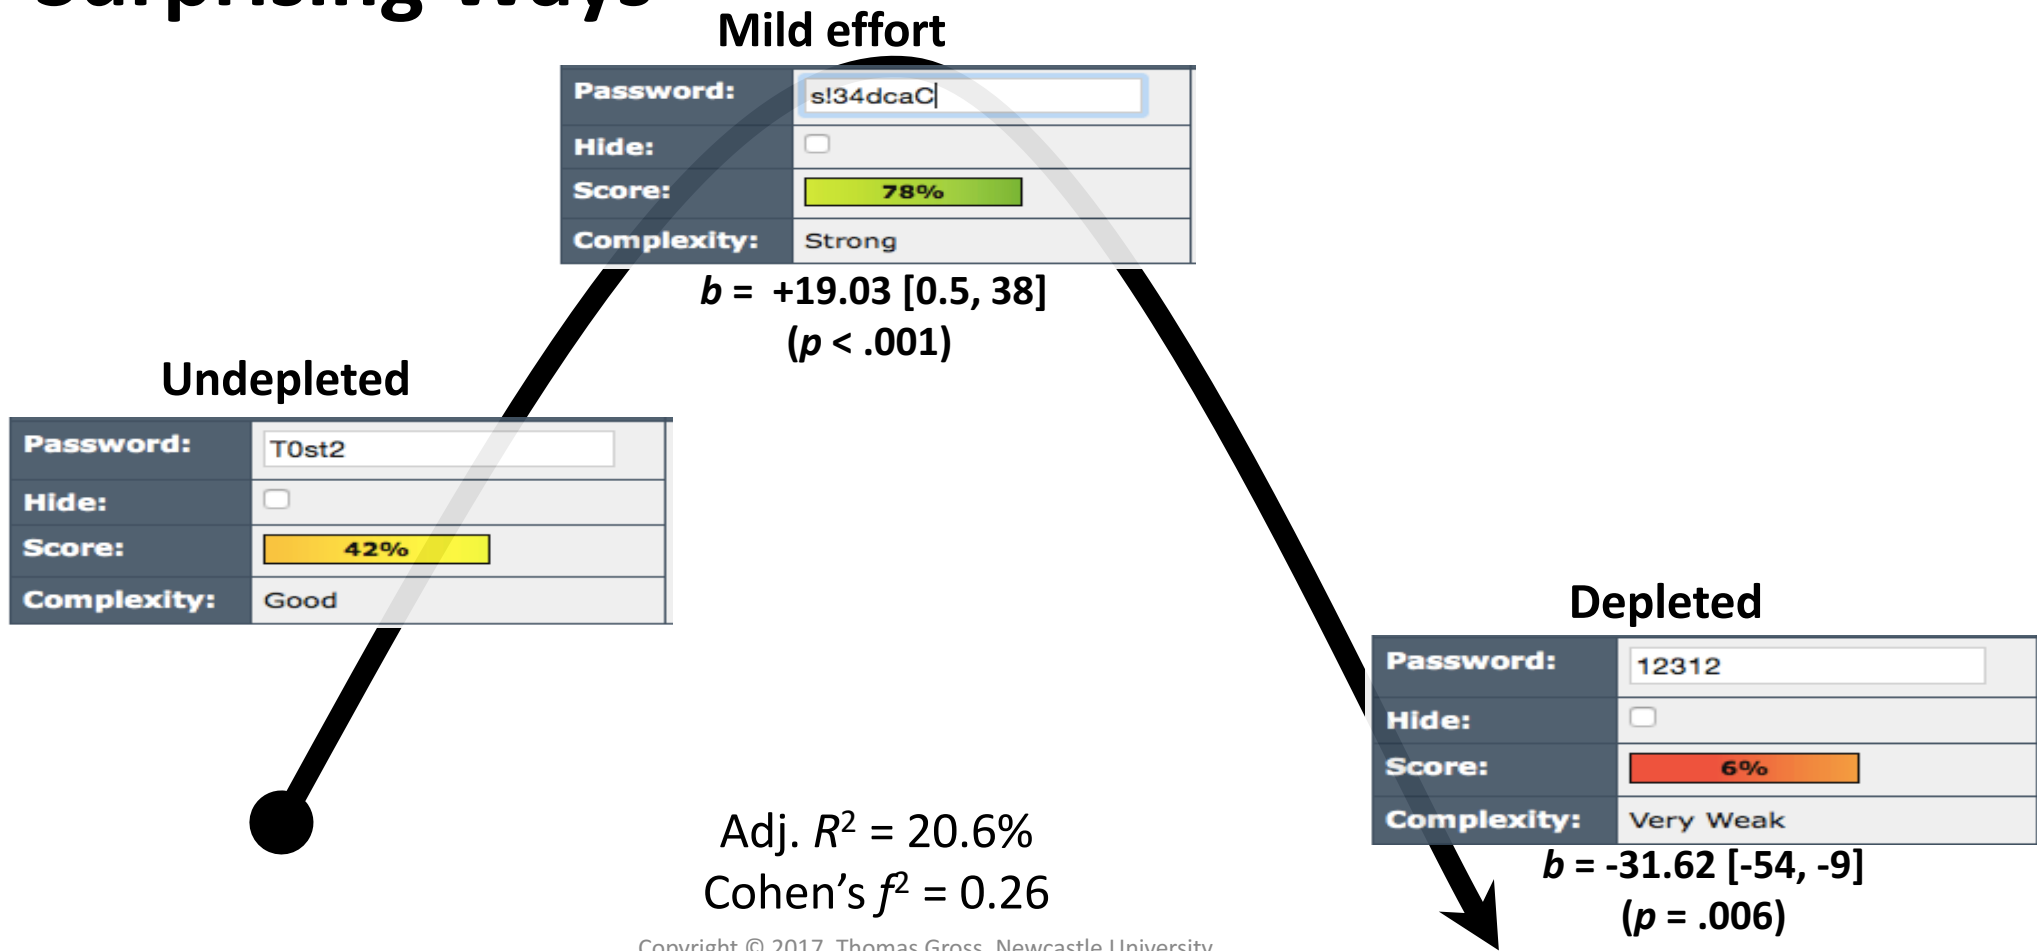 Surprising Ways
Mild effort
Password: s!34dcaC
Hide:
Score: 78%
Complexity: Strong
b = +19.03 [0.5, 38]
(p < .001)
Undepleted
Password: T0st2
Hide:
Score: 42%
Complexity: Good
Depleted
Password: 12312
Hide:
Score: 6%
Complexity: Very Weak
b = -31.62 [-54, -9]
(p = .006)
Adj. R² = 20.6%
Cohen’s f² = 0.26
Copyright © 2017, Thomas Gross, Newcastle University